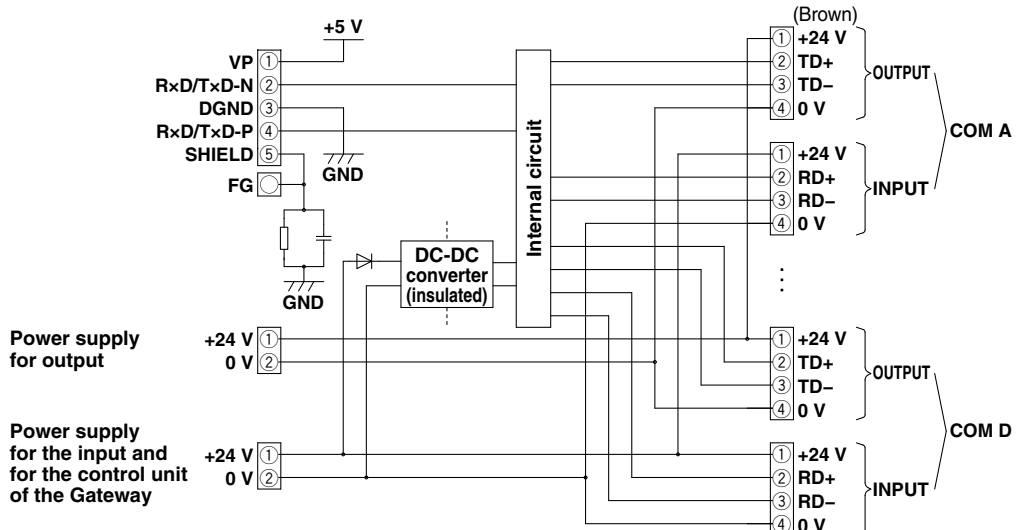 +5 V
VP ①
R×D/T×D-N ②
DGND ③
R×D/T×D-P ④
SHIELD ⑤
FG
GND
GND
DC-DC
converter
(insulated)
Internal circuit
Power supply
for output
+24 V ①
0 V ②
Power supply
for the input and
for the control unit
of the Gateway
+24 V ①
0 V ②
(Brown)
① +24 V
② TD+
③ TD−
④ 0 V
OUTPUT
① +24 V
② RD+
③ RD−
④ 0 V
INPUT
COM A
⋮
① +24 V
② TD+
③ TD−
④ 0 V
OUTPUT
① +24 V
② RD+
③ RD−
④ 0 V
INPUT
COM D